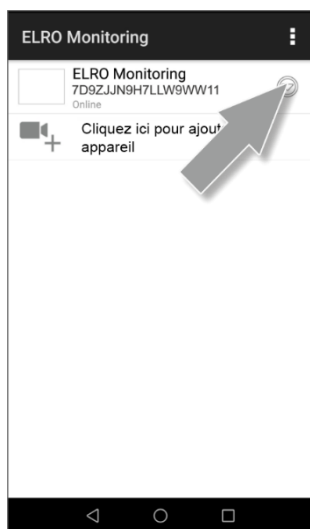 ELRO Monitoring
ELRO Monitoring
7D9ZJJN9H7LLW9WW11
Online
Cliquez ici pour ajout
appareil